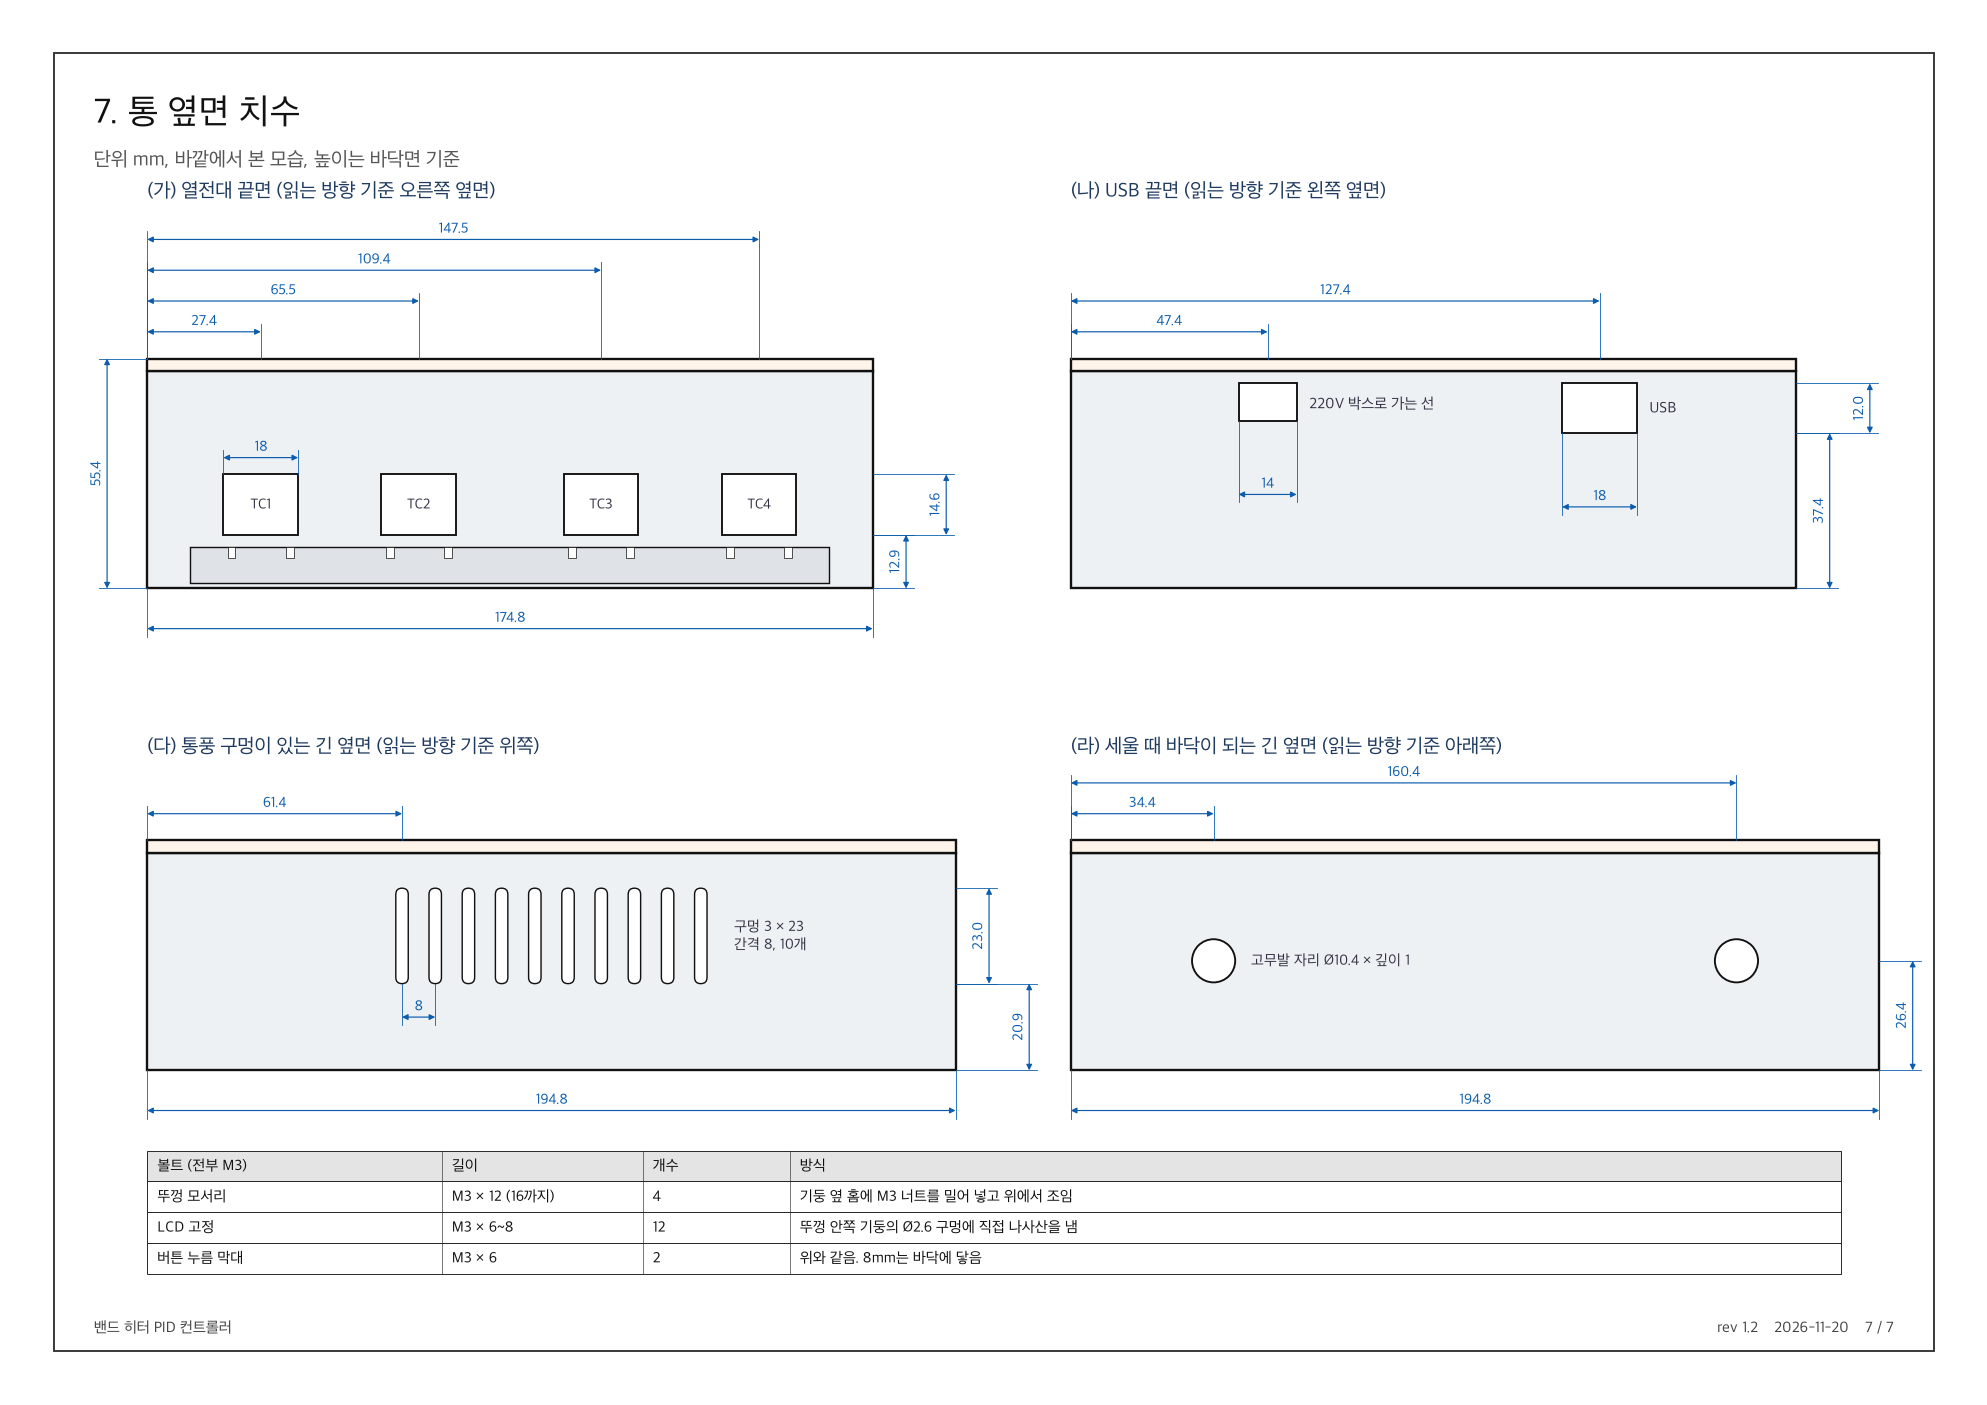 7. 통 옆면 치수
단위 mm, 바깥에서 본 모습, 높이는 바닥면 기준
(가) 열전대 끝면 (읽는 방향 기준 오른쪽 옆면)
147.5
109.4
65.5
27.4
55.4
18
TC1
TC2
TC3
TC4
14.6
12.9
174.8
(나) USB 끝면 (읽는 방향 기준 왼쪽 옆면)
127.4
47.4
220V 박스로 가는 선
USB
12.0
14
18
37.4
(다) 통풍 구멍이 있는 긴 옆면 (읽는 방향 기준 위쪽)
61.4
구멍 3 × 23
간격 8, 10개
23.0
8
20.9
194.8
(라) 세울 때 바닥이 되는 긴 옆면 (읽는 방향 기준 아래쪽)
160.4
34.4
고무발 자리 Ø10.4 × 깊이 1
26.4
194.8
볼트 (전부 M3) 길이 개수 방식
뚜껑 모서리 M3 × 12 (16까지) 4 기둥 옆 홈에 M3 너트를 밀어 넣고 위에서 조임
LCD 고정 M3 × 6~8 12 뚜껑 안쪽 기둥의 Ø2.6 구멍에 직접 나사산을 냄
버튼 누름 막대 M3 × 6 2 위와 같음. 8mm는 바닥에 닿음
밴드 히터 PID 컨트롤러
rev 1.2 2026-11-20 7 / 7